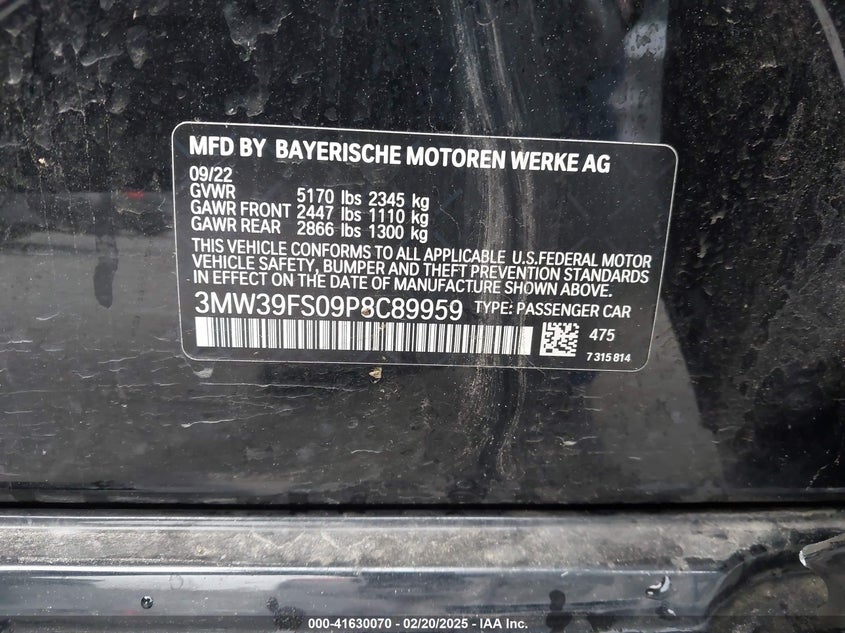 MFD BY BAYERISCHE MOTOREN WERKE AG
09/22
GVWR 5170 lbs 2345 kg
GAWR FRONT 2447 lbs 1110 kg
GAWR REAR 2866 lbs 1300 kg
THIS VEHICLE CONFORMS TO ALL APPLICABLE U.S.FEDERAL MOTOR
VEHICLE SAFETY, BUMPER AND THEFT PREVENTION STANDARDS
IN EFFECT ON THE DATE OF MANUFACTURE SHOWN ABOVE.
3MW39FS09P8C89959 TYPE: PASSENGER CAR
475
7 315 814
000-41630070 - 02/20/2025 - IAA Inc.